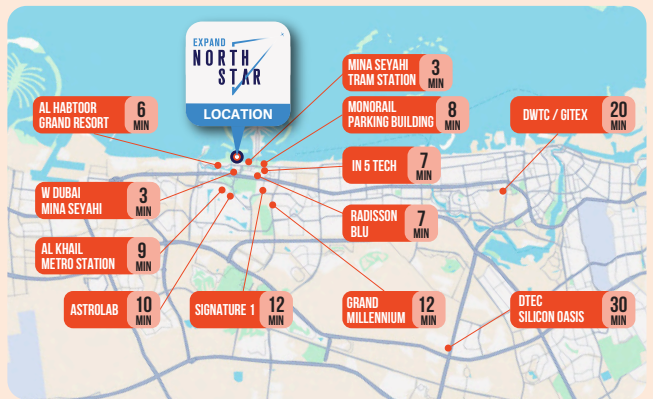 EXPAND
NORTH
STAR
LOCATION
MINA SEYAHI
TRAM STATION
3
MIN
AL HABTOOR
GRAND RESORT
6
MIN
MONORAIL
PARKING BUILDING
8
MIN
DWTC / GITEX
20
MIN
IN 5 TECH
7
MIN
W DUBAI
MINA SEYAHI
3
MIN
RADISSON
BLU
7
MIN
AL KHAIL
METRO STATION
9
MIN
ASTROLAB
10
MIN
SIGNATURE 1
12
MIN
GRAND
MILLENNIUM
12
MIN
DTEC
SILICON OASIS
30
MIN